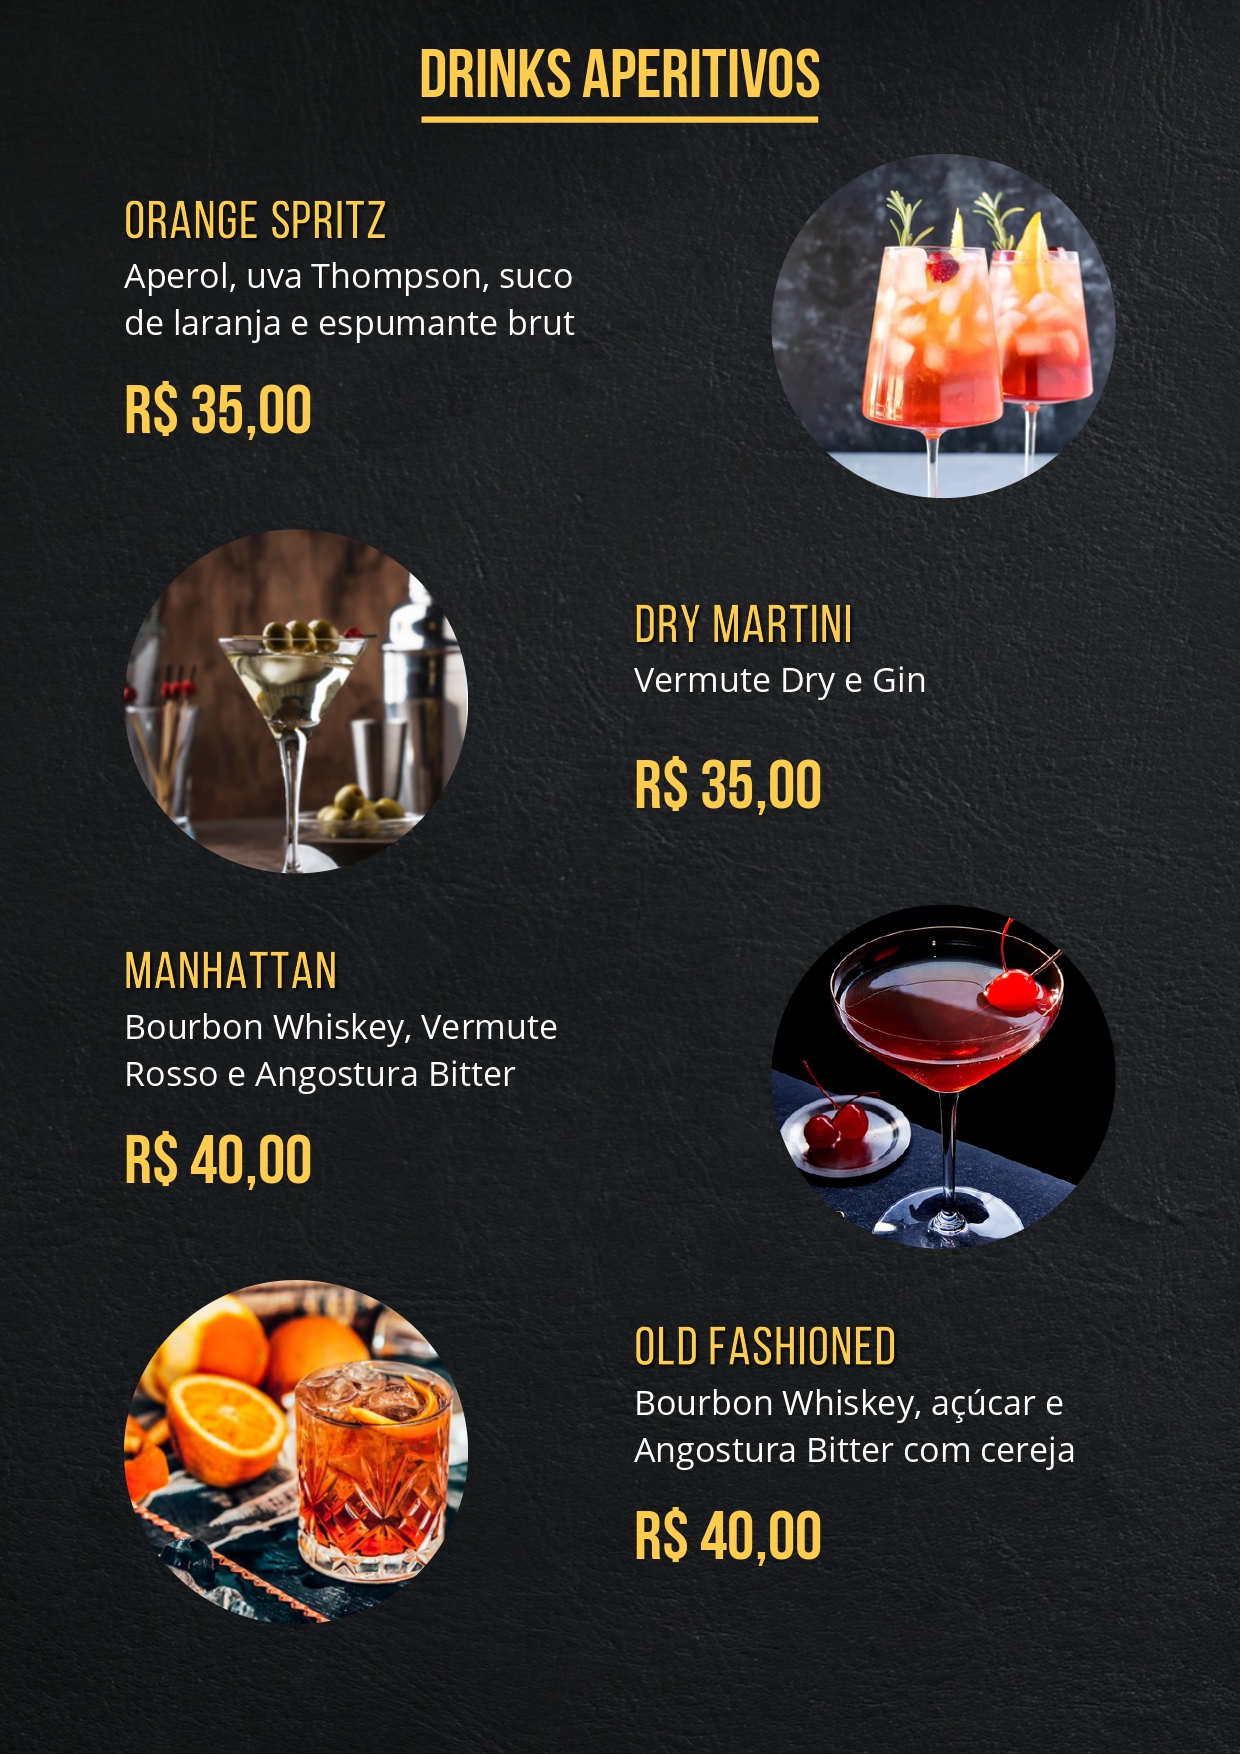 DRINKS APERITIVOS
ORANGE SPRITZ
Aperol, uva Thompson, suco
de laranja e espumante brut
R$ 35,00
DRY MARTINI
Vermute Dry e Gin
R$ 35,00
MANHATTAN
Bourbon Whiskey, Vermute
Rosso e Angostura Bitter
R$ 40,00
OLD FASHIONED
Bourbon Whiskey, açúcar e
Angostura Bitter com cereja
R$ 40,00